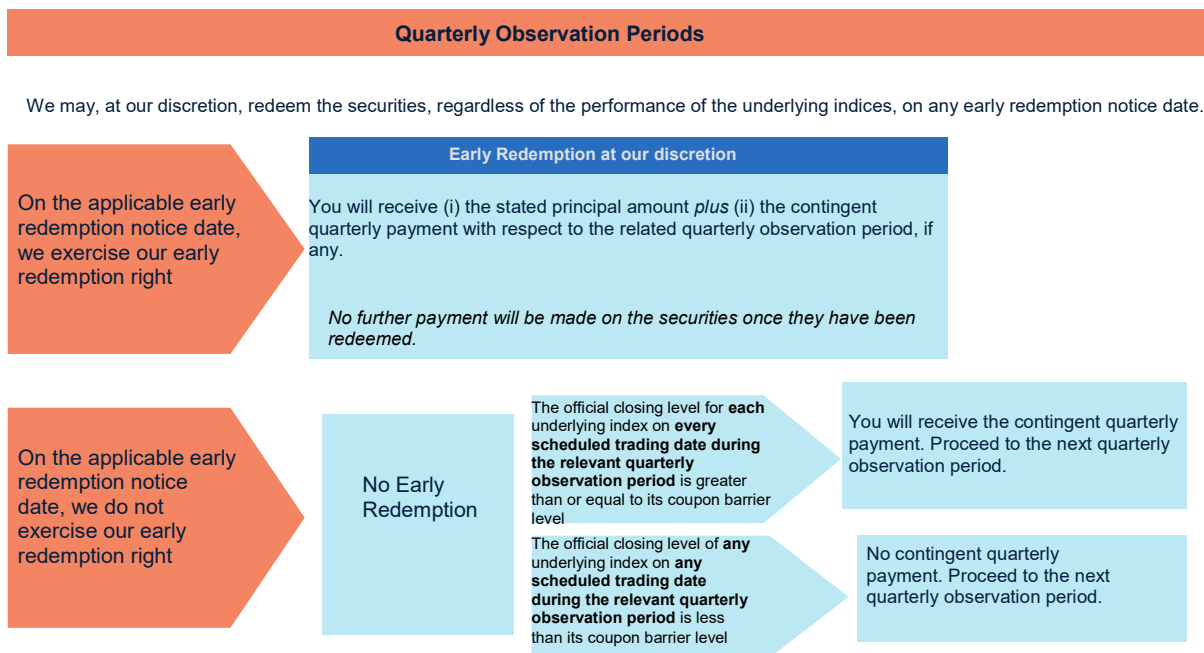 Quarterly Observation Periods
We may, at our discretion, redeem the securities, regardless of the performance of the underlying indices, on any early redemption notice date.
On the applicable early
redemption notice date,
we exercise our early
redemption right
Early Redemption at our discretion
You will receive (i) the stated principal amount plus (ii) the contingent
quarterly payment with respect to the related quarterly observation period, if
any.
No further payment will be made on the securities once they have been
redeemed.
On the applicable early
redemption notice
date, we do not
exercise our early
redemption right
No Early
Redemption
The official closing level for each
underlying index on every
scheduled trading date during
the relevant quarterly
observation period is greater
than or equal to its coupon barrier
level
You will receive the contingent quarterly
payment. Proceed to the next quarterly
observation period.
The official closing level of any
underlying index on any
scheduled trading date
during the relevant quarterly
observation period is less
than its coupon barrier level
No contingent quarterly
payment. Proceed to the next
quarterly observation period.